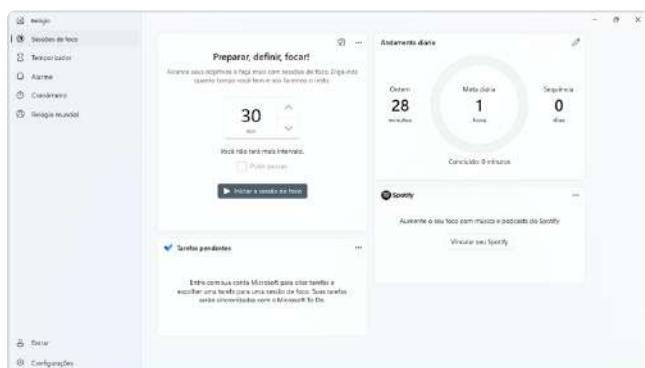 Relógio
Sessões de foco
Temporizador
Alarme
Cronômetro
Relógio mundial
Entrar
Configurações
Preparar, definir, focar!
Alcance seus objetivos e faça mais com sessões de foco. Diga-nos
quanto tempo você tem e nós faremos o resto.
30
min
Você não terá mais intervalo.
Pular pausas
Iniciar a sessão de foco
Tarefas pendentes
Entre com sua conta Microsoft para criar tarefas e
escolher uma tarefa para uma sessão de foco. Suas tarefas
serão sincronizadas com o Microsoft To Do.
Andamento diário
Ontem
28
minutos
Meta diária
1
hora
Sequência
0
dias
Concluído: 0 minutos
Spotify
Aumente o seu foco com música e podcasts do Spotify
Vincular seu Spotify